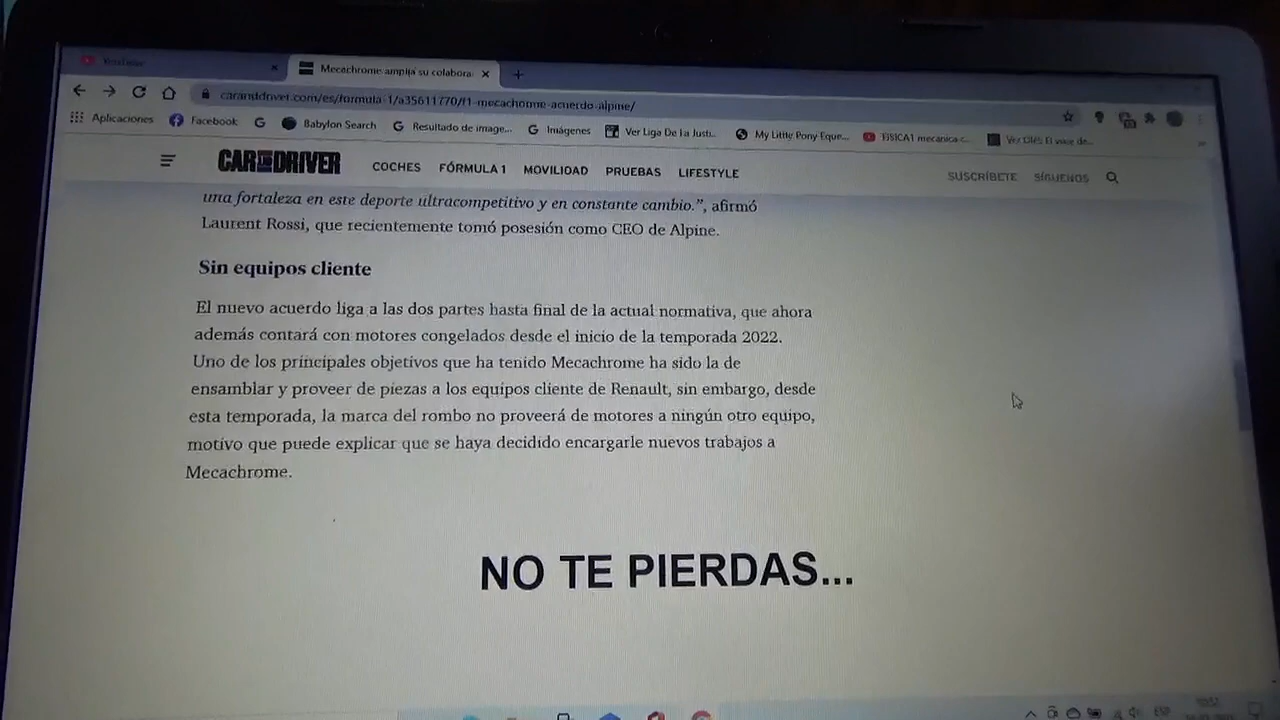 Mecachrome amplía su colabora
caranddriver.com/es/formula-1/a35611770/f1-mecachorme-acuerdo-alpine/
Aplicaciones
Facebook
Babylon Search
Resultado de image...
Imágenes
Ver Liga De La Justi...
My Little Pony Eque...
FISICA1 mecanica-c...
CAR AND DRIVER
COCHES
FÓRMULA 1
MOVILIDAD
PRUEBAS
LIFESTYLE
SUSCRÍBETE
SÍGUENOS
una fortaleza en este deporte ultracompetitivo y en constante cambio.”, afirmó
Laurent Rossi, que recientemente tomó posesión como CEO de Alpine.
Sin equipos cliente
El nuevo acuerdo liga a las dos partes hasta final de la actual normativa, que ahora
además contará con motores congelados desde el inicio de la temporada 2022.
Uno de los principales objetivos que ha tenido Mecachrome ha sido la de
ensamblar y proveer de piezas a los equipos cliente de Renault, sin embargo, desde
esta temporada, la marca del rombo no proveerá de motores a ningún otro equipo,
motivo que puede explicar que se haya decidido encargarle nuevos trabajos a
Mecachrome.
NO TE PIERDAS...
ESP